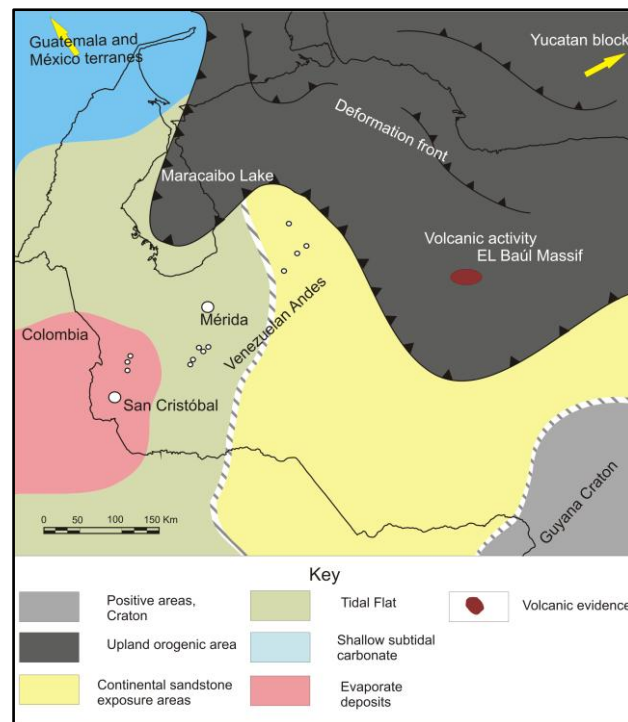 Guatemala and
México terranes
Yucatan block
Deformation front
Maracaibo Lake
Volcanic activity
EL Baúl Massif
Mérida
Venezuelan Andes
Colombia
San Cristóbal
Guyana Craton
0 50 100 150 Km
Key
Positive areas,
Craton
Tidal Flat
Volcanic evidence
Upland orogenic area
Shallow subtidal
carbonate
Continental sandstone
exposure areas
Evaporate
deposits